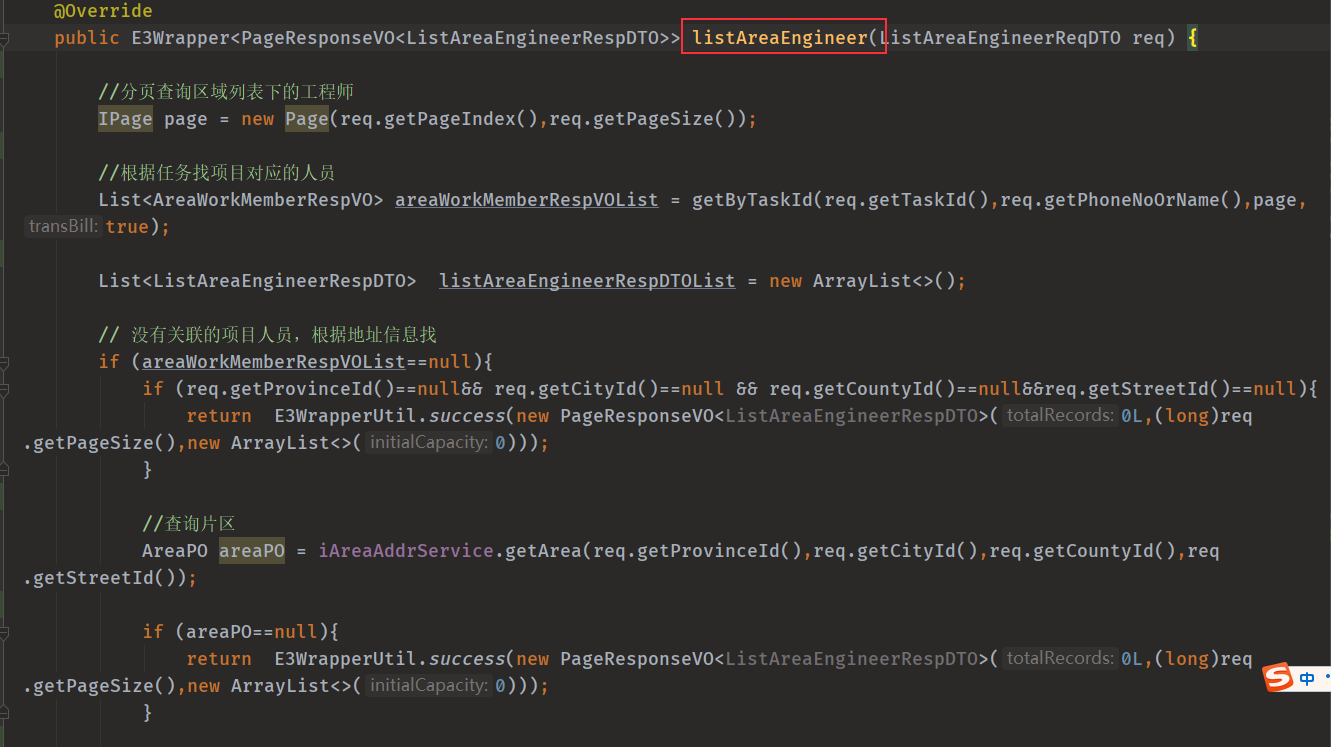 @Override
public E3Wrapper<PageResponseVO<ListAreaEngineerRespDTO>> listAreaEngineer(ListAreaEngineerReqDTO req) {
//分页查询区域列表下的工程师
IPage page = new Page(req.getPageIndex(),req.getPageSize());
//根据任务找项目对应的人员
List<AreaWorkMemberRespVO> areaWorkMemberRespVOList = getByTaskId(req.getTaskId(),req.getPhoneNoOrName(),page,
transBill: true);
List<ListAreaEngineerRespDTO>  listAreaEngineerRespDTOList = new ArrayList<>();
// 没有关联的项目人员，根据地址信息找
if (areaWorkMemberRespVOList==null){
if (req.getProvinceId()==null&& req.getCityId()==null && req.getCountyId()==null&&req.getStreetId()==null){
return  E3WrapperUtil.success(new PageResponseVO<ListAreaEngineerRespDTO>( totalRecords: 0L,(long)req
.getPageSize(),new ArrayList<>( initialCapacity: 0)));
}
//查询片区
AreaPO areaPO = iAreaAddrService.getArea(req.getProvinceId(),req.getCityId(),req.getCountyId(),req
.getStreetId());
if (areaPO==null){
return  E3WrapperUtil.success(new PageResponseVO<ListAreaEngineerRespDTO>( totalRecords: 0L,(long)req
.getPageSize(),new ArrayList<>( initialCapacity: 0)));
S 中
}